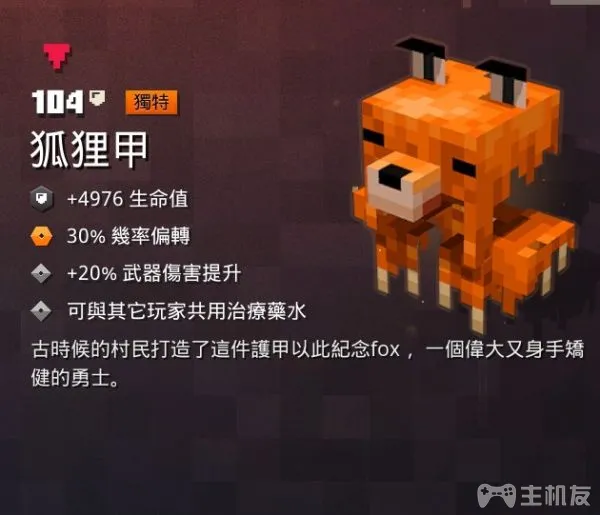 104
獨特
狐狸甲
+4976 生命值
30% 幾率偏轉
+20% 武器傷害提升
可與其它玩家共用治療藥水
古時候的村民打造了這件護甲以此紀念fox ，一個偉大又身手矯
健的勇士。
主机友